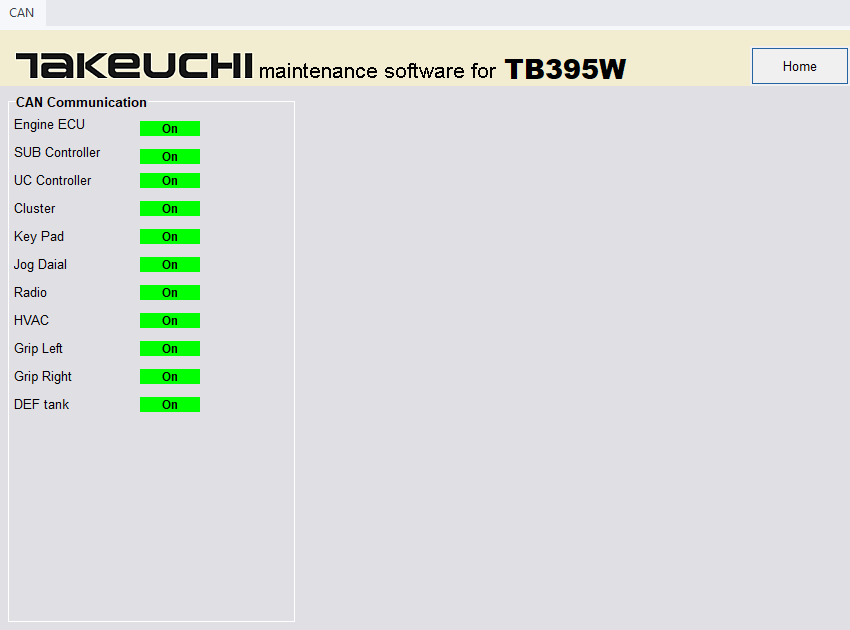 CAN
TAKEUCHI maintenance software for TB395W
Home
CAN Communication
Engine ECU On
SUB Controller On
UC Controller On
Cluster On
Key Pad On
Jog Daial On
Radio On
HVAC On
Grip Left On
Grip Right On
DEF tank On